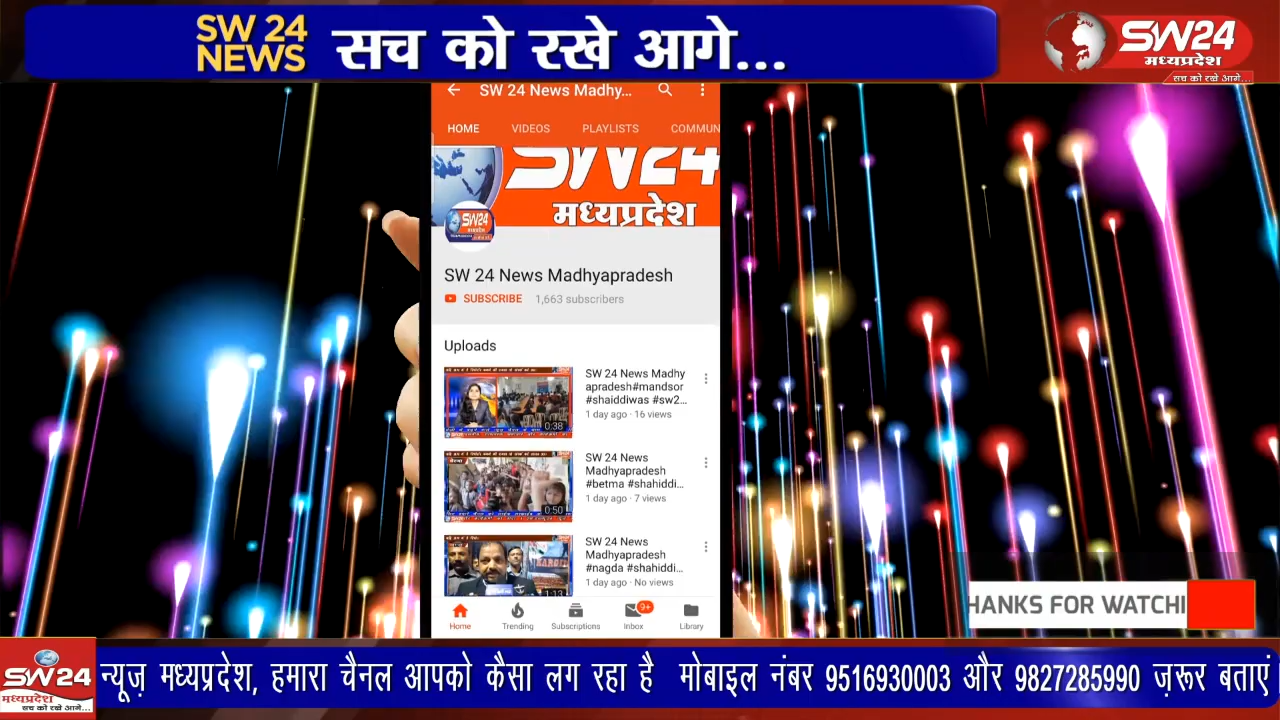 SW 24
NEWS
सच को रखे आगे...
SW24
मध्यप्रदेश
सच को रखे आगे...
SW 24 News Madhy...
HOME VIDEOS PLAYLISTS COMMUN
SW24
मध्यप्रदेश
SW24
SW 24 News Madhyapradesh
SUBSCRIBE 1,663 subscribers
Uploads
SW 24 News Madhy
apradesh#mandsor
#shaiddiwas #sw2...
1 day ago · 16 views
0:38
SW 24 News
Madhyapradesh
#betma #shahiddi...
1 day ago · 7 views
0:50
SW 24 News
Madhyapradesh
#nagda #shahiddi...
1 day ago · No views
1:13
Home Trending Subscriptions Inbox Library
9+
HANKS FOR WATCHI
SW24
मध्यप्रदेश
सच को रखे आगे...
न्यूज़ मध्यप्रदेश, हमारा चैनल आपको कैसा लग रहा है मोबाइल नंबर 9516930003 और 9827285990 ज़रूर बताएं